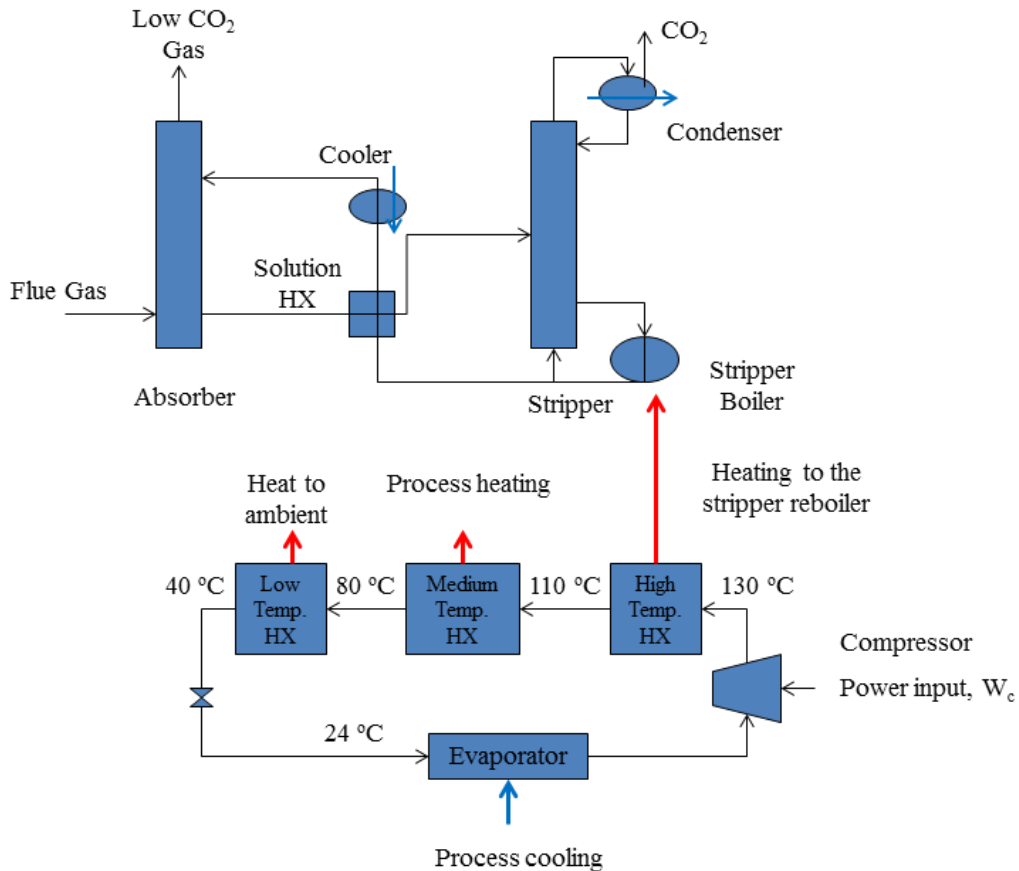 Low CO₂
Gas
CO₂
Cooler
Condenser
Solution
HX
Flue Gas
Absorber
Stripper
Stripper
Boiler
Heat to
ambient
Process heating
Heating to the
stripper reboiler
40 °C
Low
Temp.
HX
80 °C
Medium
Temp.
HX
110 °C
High
Temp.
HX
130 °C
Compressor
Power input, W꜀
24 °C
Evaporator
Process cooling